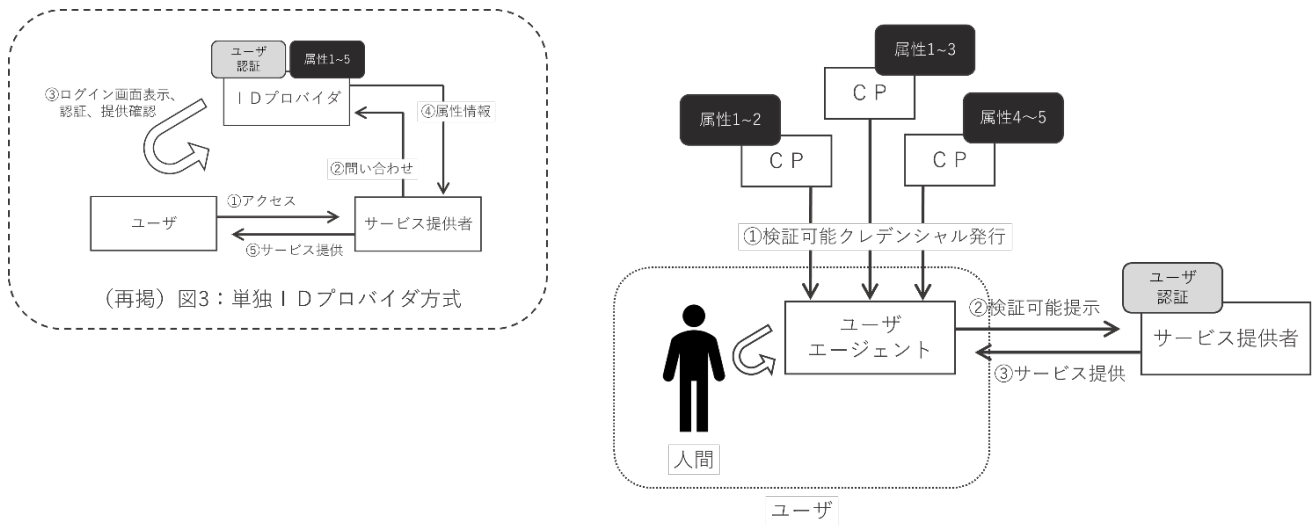 ユーザ
認証
属性1~5
IDプロバイダ
③ログイン画面表示、
認証、提供確認
④属性情報
②問い合わせ
①アクセス
ユーザ
サービス提供者
⑤サービス提供
(再掲)図3:単独IDプロバイダ方式
属性1~3
CP
属性1~2
CP
属性4~5
CP
①検証可能クレデンシャル発行
ユーザ
エージェント
②検証可能提示
ユーザ
認証
サービス提供者
③サービス提供
人間
ユーザ